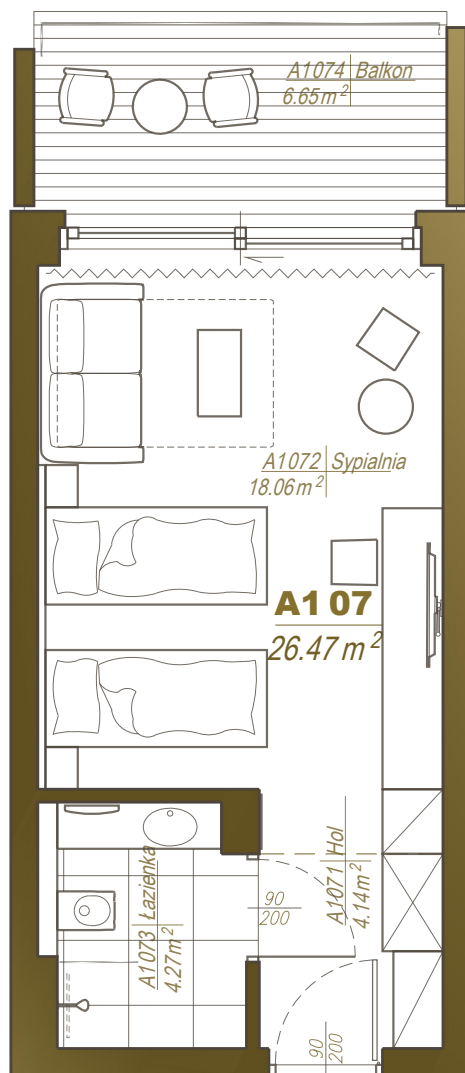 A1074 Balkon
6.65 m²
A1072 Sypialnia
18.06 m²
A1 07
26.47 m²
A1071 Hol
4.14 m²
A1073 Łazienka
4.27 m²
90
200
90
200